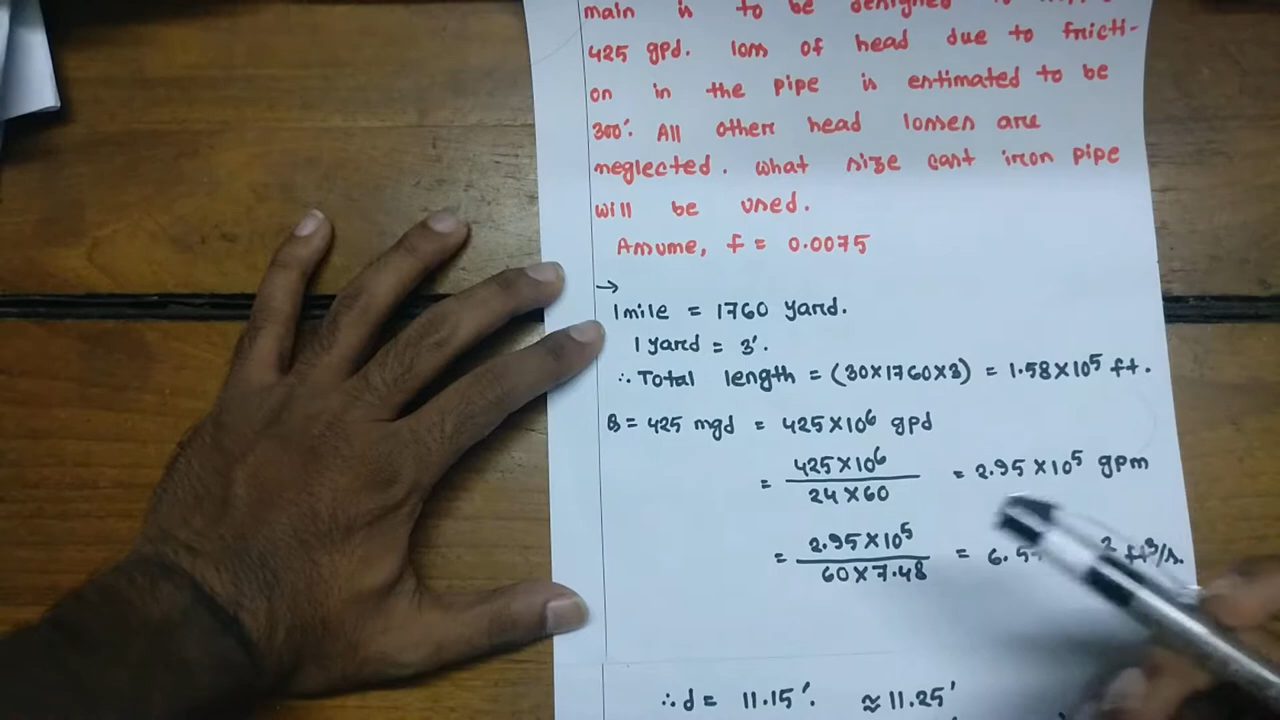 main is to be designed to
425 gpd. loss of head due to fricti-
on in the pipe is estimated to be
300'. All other head losses are
neglected. what size cast iron pipe
will be used.
Assume, f = 0.0075
→
1 mile = 1760 yard.
1 yard = 3'.
∴ Total length = (30×1760×3) = 1.58×10⁵ ft.
Q = 425 mgd = 425×10⁶ gpd
= 425×10⁶ / 24×60 = 2.95×10⁵ gpm
= 2.95×10⁵ / 60×7.48 = 6.5 ² ft³/s.
∴ d = 11.15'. ≈ 11.25'